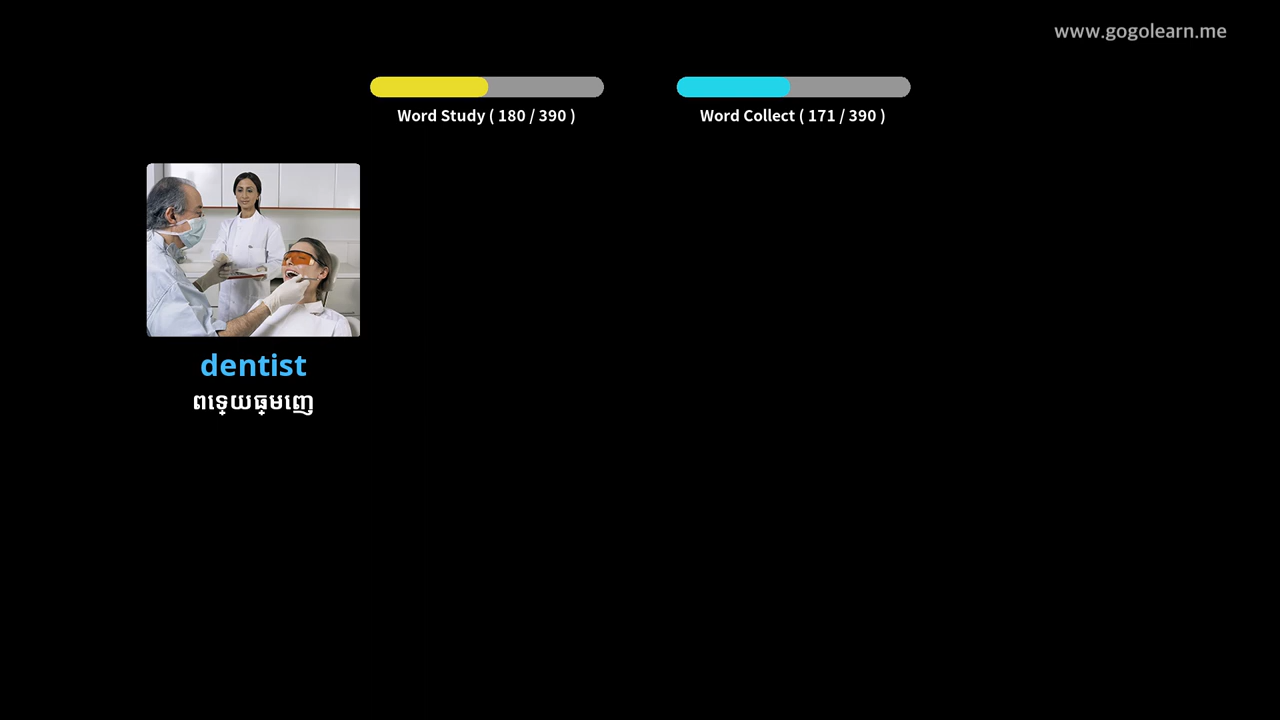 www.gogolearn.me
Word Study ( 180 / 390 )
Word Collect ( 171 / 390 )
dentist
ពទ្យេធ្មេញ